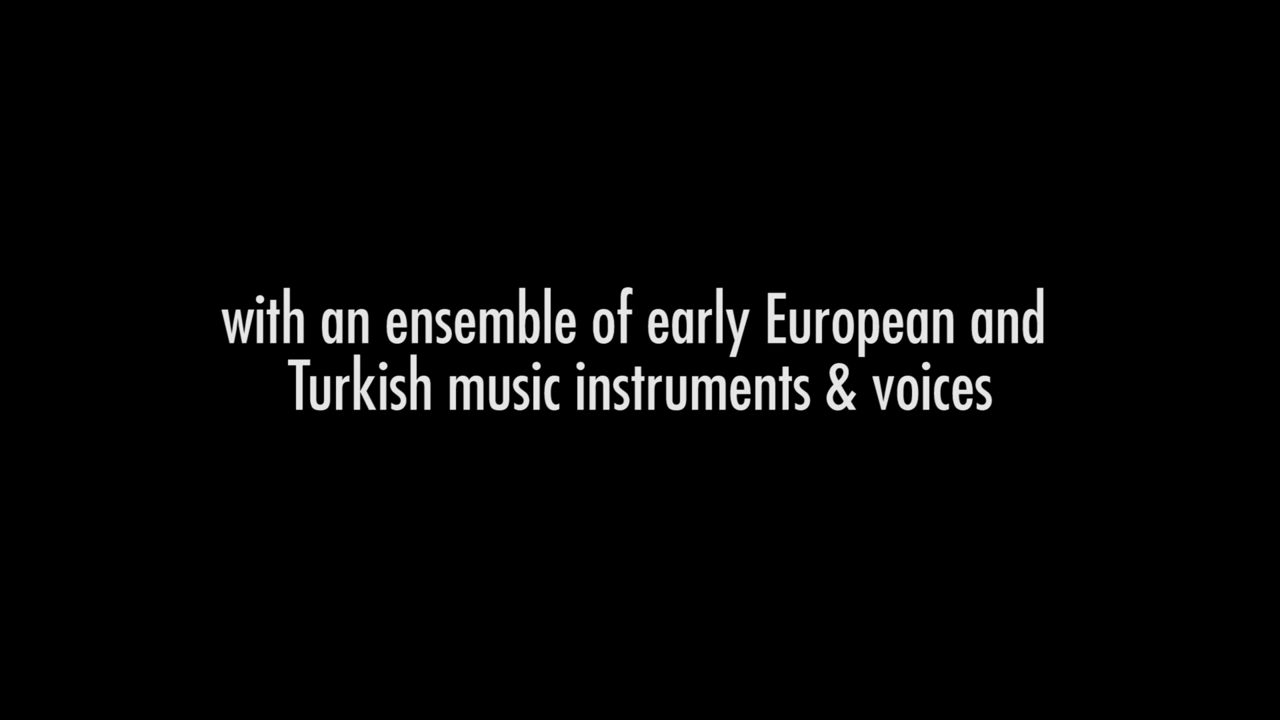 with an ensemble of early European and
Turkish music instruments & voices